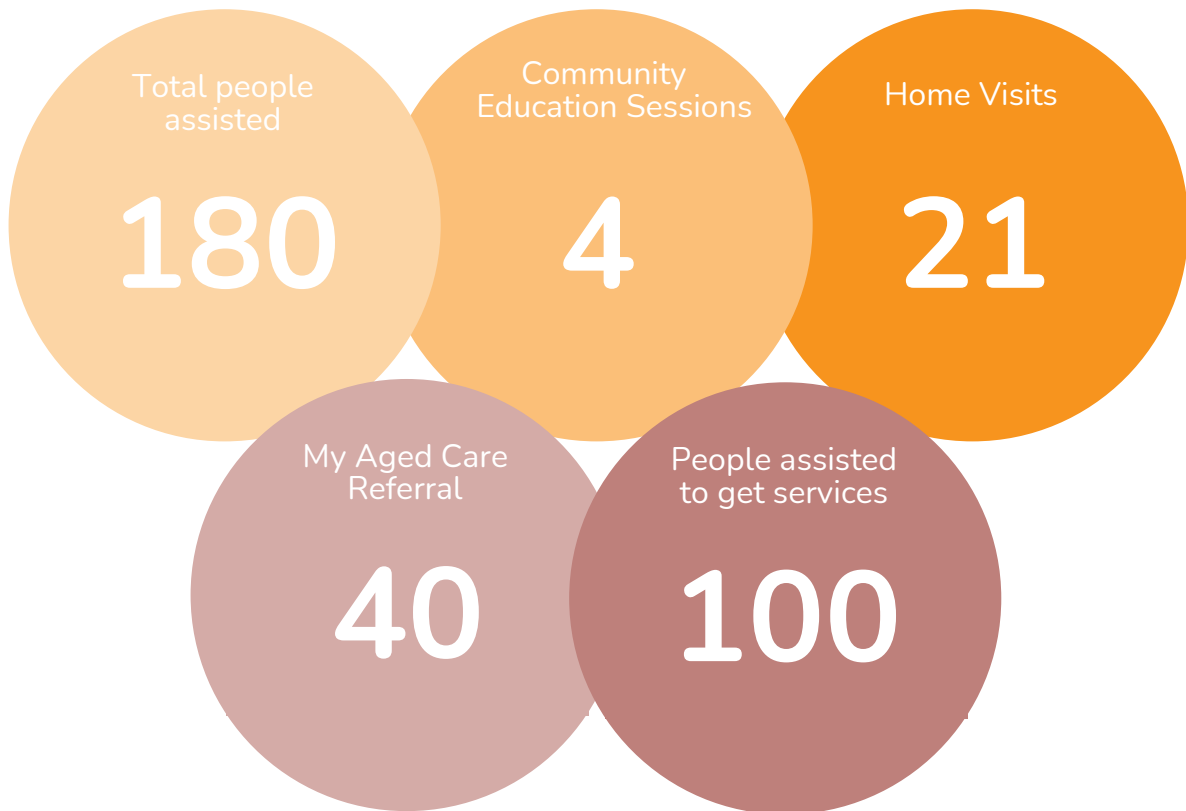 Total people
assisted
180
Community
Education Sessions
4
Home Visits
21
My Aged Care
Referral
40
People assisted
to get services
100